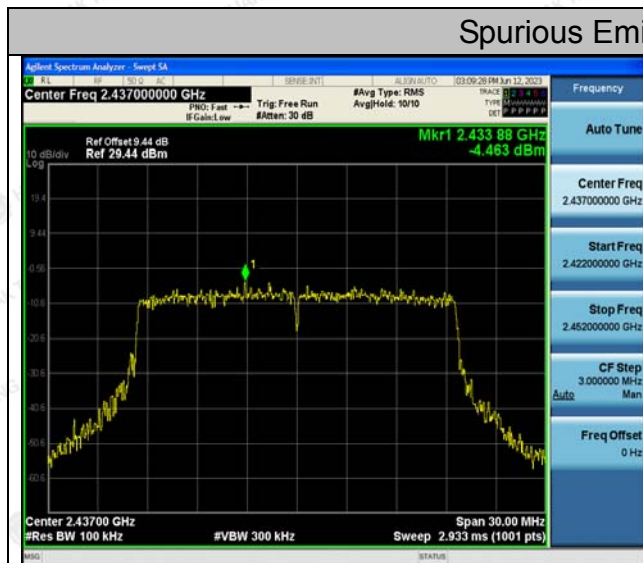 Spurious Emi
Agilent Spectrum Analyzer - Swept SA
RL RF 50 Ω AC SENSE:INT ALIGN AUTO 03:09:28 PM Jun 12, 2023
Center Freq 2.437000000 GHz
PNO: Fast
IFGain:Low
Trig: Free Run
#Atten: 30 dB
#Avg Type: RMS
Avg|Hold: 10/10
TRACE 1 2 3 4 5 6
TYPE M
DET P P P P P P
Frequency
Auto Tune
Center Freq
2.437000000 GHz
Start Freq
2.422000000 GHz
Stop Freq
2.452000000 GHz
CF Step
3.000000 MHz
Auto Man
Freq Offset
0 Hz
Mkr1 2.433 88 GHz
-4.463 dBm
Ref Offset 9.44 dB
10 dB/div Ref 29.44 dBm
Log
19.4
9.44
-0.56
-10.6
-20.6
-30.6
-40.6
-50.6
-60.6
1
Center 2.43700 GHz Span 30.00 MHz
#Res BW 100 kHz #VBW 300 kHz Sweep 2.933 ms (1001 pts)
MSG STATUS